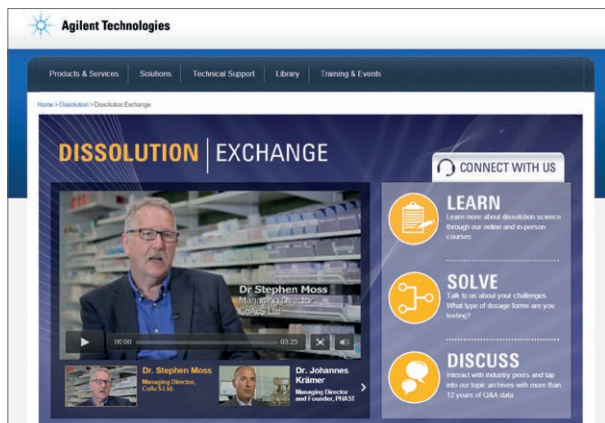 Agilent Technologies
Products & Services
Solutions
Technical Support
Library
Training & Events
Home > Dissolution > Dissolution Exchange
DISSOLUTION EXCHANGE
CONNECT WITH US
Dr Stephen Moss
Managing Director
CoAcS Ltd.
00:00
03:23
Dr. Stephen Moss
Managing Director,
CoAcS Ltd.
Dr. Johannes
Krämer
Managing Director
and Founder, PHAST
LEARN
Learn more about dissolution science
through our online and in-person
courses
SOLVE
Talk to us about your challenges.
What type of dosage forms are you
testing?
DISCUSS
Interact with industry peers and tap
into our topic archives with more than
12 years of Q&A data